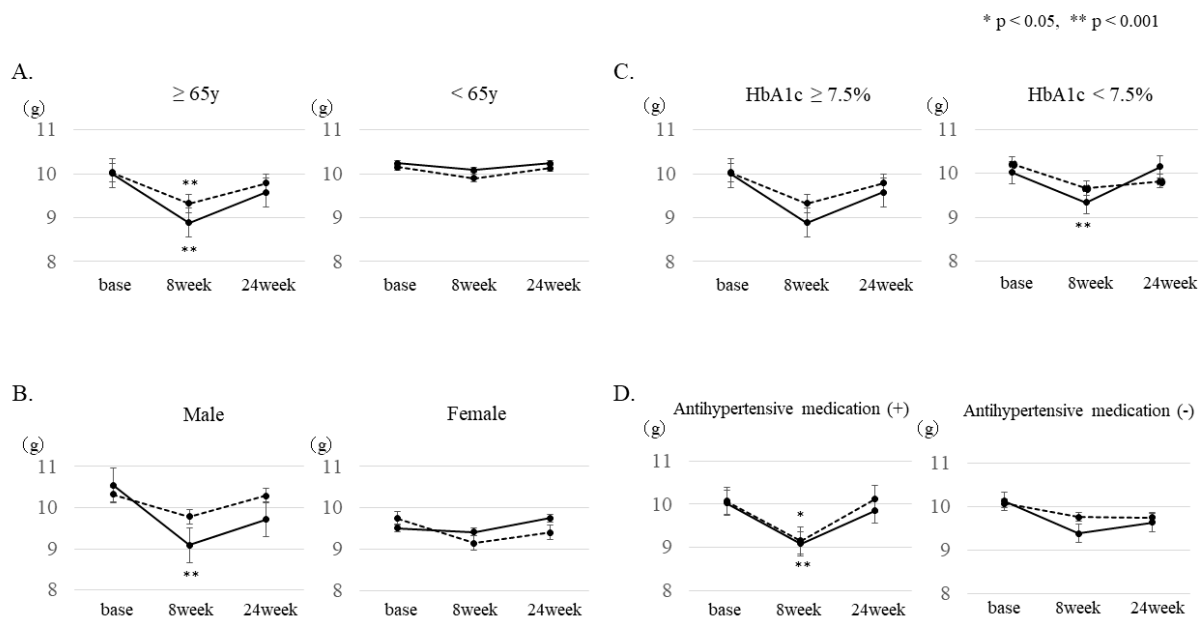 * p < 0.05, ** p < 0.001
A.
≥ 65y
(g)
11
10
9
8
**
**
base 8week 24week
< 65y
(g)
11
10
9
8
base 8week 24week
C.
HbA1c ≥ 7.5%
(g)
11
10
9
8
base 8week 24week
HbA1c < 7.5%
(g)
11
10
9
8
**
base 8week 24week
B.
Male
(g)
11
10
9
8
**
base 8week 24week
Female
(g)
11
10
9
8
base 8week 24week
D.
Antihypertensive medication (+)
(g)
11
10
9
8
*
**
base 8week 24week
Antihypertensive medication (-)
(g)
11
10
9
8
base 8week 24week